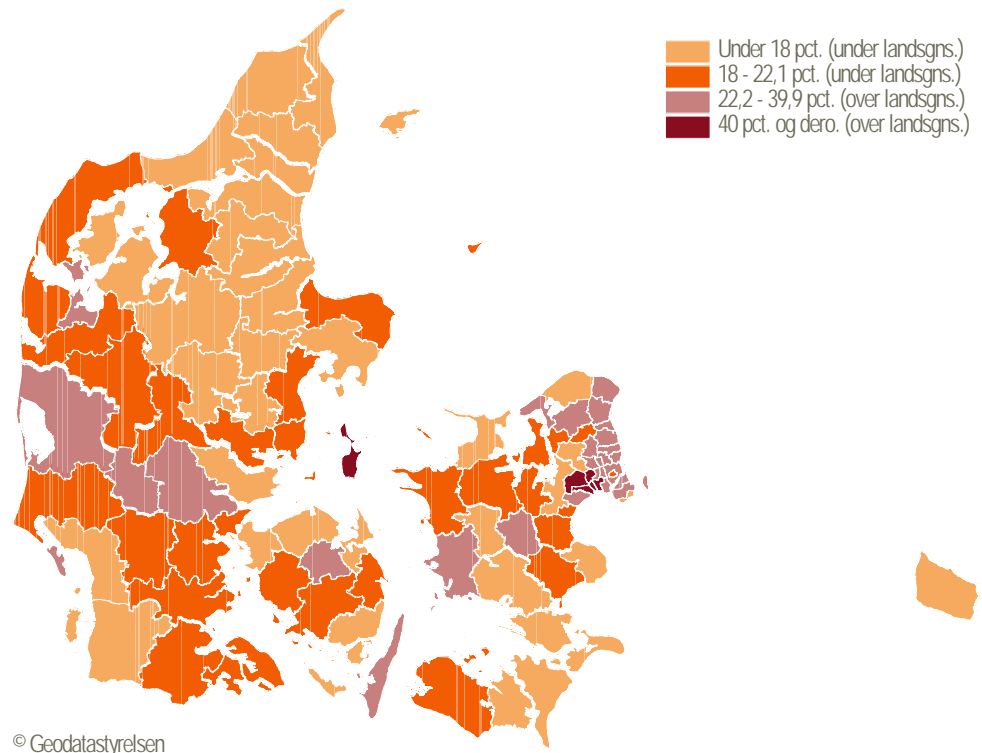 Under 18 pct. (under landsgns.)
18 - 22,1 pct. (under landsgns.)
22,2 - 39,9 pct. (over landsgns.)
40 pct. og dero. (over landsgns.)
© Geodatastyrelsen